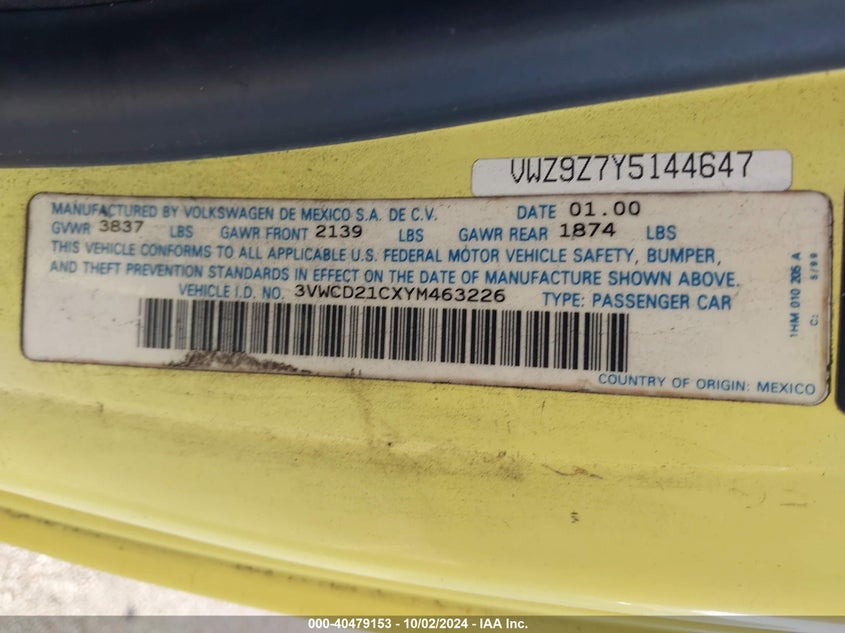 VWZ9Z7Y5144647
MANUFACTURED BY VOLKSWAGEN DE MEXICO S.A. DE C.V. DATE 01.00
GVWR 3837 LBS GAWR FRONT 2139 LBS GAWR REAR 1874 LBS
THIS VEHICLE CONFORMS TO ALL APPLICABLE U.S. FEDERAL MOTOR VEHICLE SAFETY, BUMPER,
AND THEFT PREVENTION STANDARDS IN EFFECT ON THE DATE OF MANUFACTURE SHOWN ABOVE.
VEHICLE I.D. NO. 3VWCD21CXYM463226 TYPE: PASSENGER CAR
COUNTRY OF ORIGIN: MEXICO
1HM 010 205 A
C: 5/99
000-40479153 - 10/02/2024 - IAA Inc.